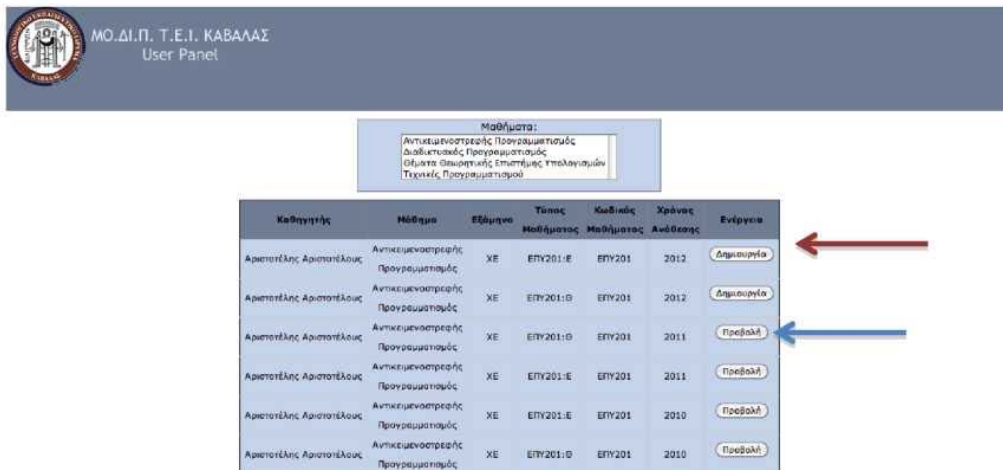 ΜΟ.ΔΙ.Π. Τ.Ε.Ι. ΚΑΒΑΛΑΣ
User Panel
Μαθήματα:
Αντικειμενοστρεφής Προγραμματισμός
Διαδικτυακός Προγραμματισμός
Θέματα Θεωρητικής Επιστήμης Υπολογισμών
Τεχνικές Προγραμματισμού
Καθηγητής Μάθημα Εξάμηνο Τύπος Μαθήματος Κωδικός Μαθήματος Χρόνος Ανάθεσης Ενέργεια
Αριστοτέλης Αριστοτέλους Αντικειμενοστρεφής Προγραμματισμός ΧΕ ΕΠΥ201:Ε ΕΠΥ201 2012 Δημιουργία
Αριστοτέλης Αριστοτέλους Αντικειμενοστρεφής Προγραμματισμός ΧΕ ΕΠΥ201:Θ ΕΠΥ201 2012 Δημιουργία
Αριστοτέλης Αριστοτέλους Αντικειμενοστρεφής Προγραμματισμός ΧΕ ΕΠΥ201:Θ ΕΠΥ201 2011 Προβολή
Αριστοτέλης Αριστοτέλους Αντικειμενοστρεφής Προγραμματισμός ΧΕ ΕΠΥ201:Ε ΕΠΥ201 2011 Προβολή
Αριστοτέλης Αριστοτέλους Αντικειμενοστρεφής Προγραμματισμός ΧΕ ΕΠΥ201:Ε ΕΠΥ201 2010 Προβολή
Αριστοτέλης Αριστοτέλους Αντικειμενοστρεφής Προγραμματισμός ΧΕ ΕΠΥ201:Θ ΕΠΥ201 2010 Προβολή